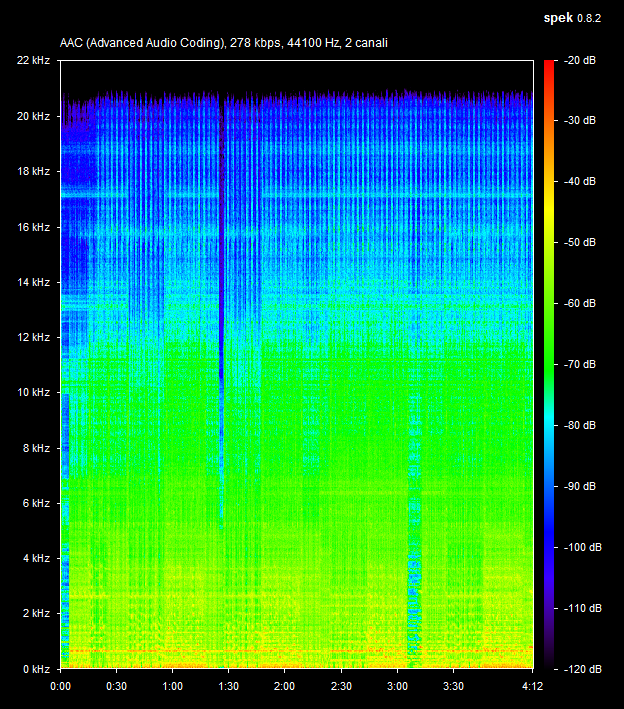 spek 0.8.2
AAC (Advanced Audio Coding), 278 kbps, 44100 Hz, 2 canali
22 kHz
20 kHz
18 kHz
16 kHz
14 kHz
12 kHz
10 kHz
8 kHz
6 kHz
4 kHz
2 kHz
0 kHz
0:00 0:30 1:00 1:30 2:00 2:30 3:00 3:30 4:12
-20 dB
-30 dB
-40 dB
-50 dB
-60 dB
-70 dB
-80 dB
-90 dB
-100 dB
-110 dB
-120 dB